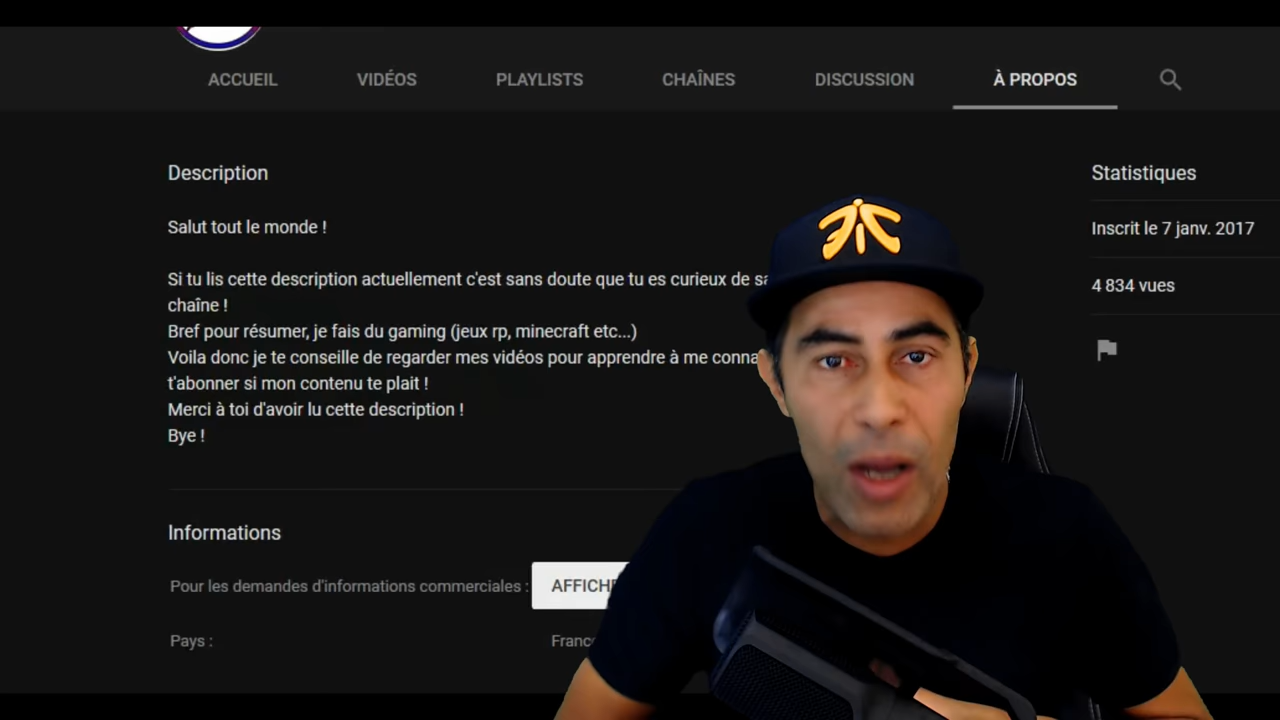 ACCUEIL VIDÉOS PLAYLISTS CHAÎNES DISCUSSION À PROPOS
Description
Salut tout le monde !
Si tu lis cette description actuellement c'est sans doute que tu es curieux de
chaîne !
Bref pour résumer, je fais du gaming (jeux rp, minecraft etc...)
Voila donc je te conseille de regarder mes vidéos pour apprendre à me
t'abonner si mon contenu te plait !
Merci à toi d'avoir lu cette description !
Bye !
Informations
Pour les demandes d'informations commerciales :
Pays :
Statistiques
Inscrit le 7 janv. 2017
4 834 vues